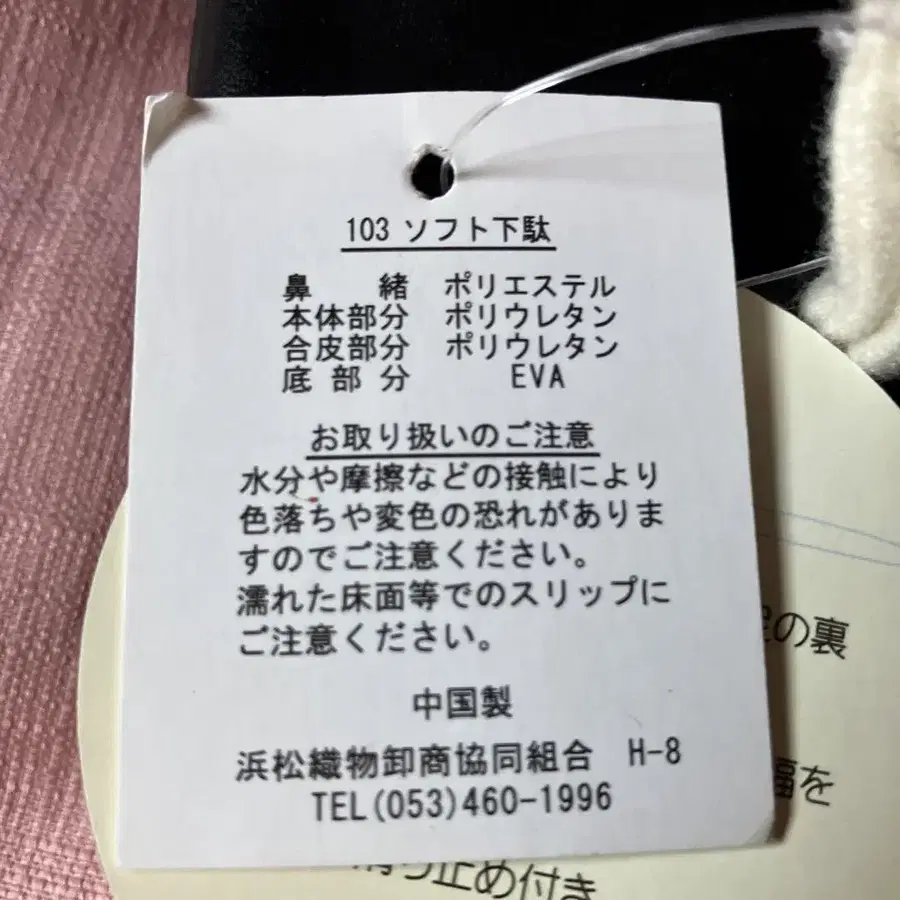 103 ソフト下駄
鼻 緒 ポリエステル
本体部分 ポリウレタン
合皮部分 ポリウレタン
底部分 EVA
お取り扱いのご注意
水分や摩擦などの接触により
色落ちや変色の恐れがありま
すのでご注意ください。
濡れた床面等でのスリップに
ご注意ください。
中国製
浜松織物卸商協同組合 H-8
TEL(053)460-1996
の裏
幅を
滑り止め付き